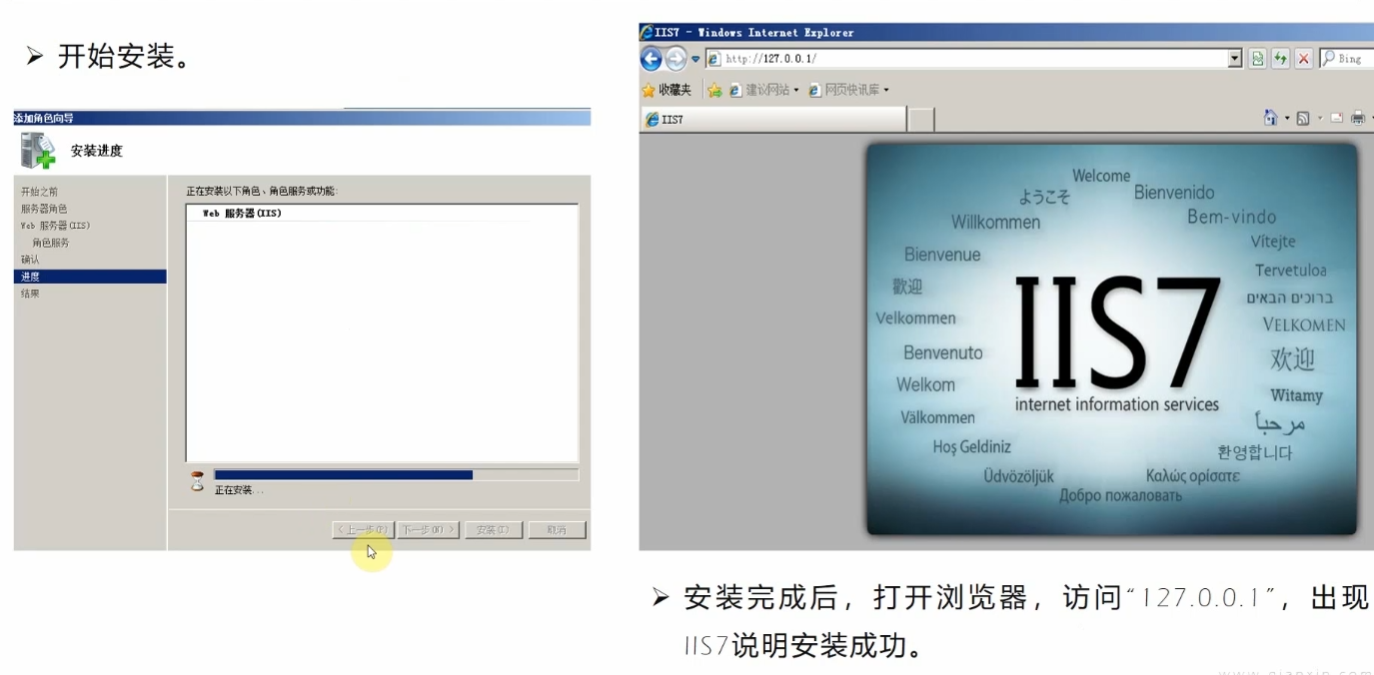 ➢ 开始安装。
添加角色向导
安装进度
开始之前
服务器角色
Web 服务器(IIS)
角色服务
确认
进度
结果
正在安装以下角色、角色服务或功能:
Web 服务器(IIS)
正在安装...
< 上一步(P)
下一步(N) >
安装(I)
取消
IIS7 - Windows Internet Explorer
http://127.0.0.1/
Bing
收藏夹
建议网站
网页快讯库
IIS7
Welcome
ようこそ
Bienvenido
Willkommen
Bem-vindo
Bienvenue
Vítejte
歡迎
Tervetuloa
ברוכים הבאים
Velkommen
VELKOMEN
Benvenuto
欢迎
Welkom
Witamy
Välkommen
مرحباً
Hoş Geldiniz
환영합니다
Üdvözöljük
Καλώς ορίσατε
Добро пожаловать
IIS7
internet information services
➢ 安装完成后，打开浏览器，访问“127.0.0.1”，出现
IIS7说明安装成功。